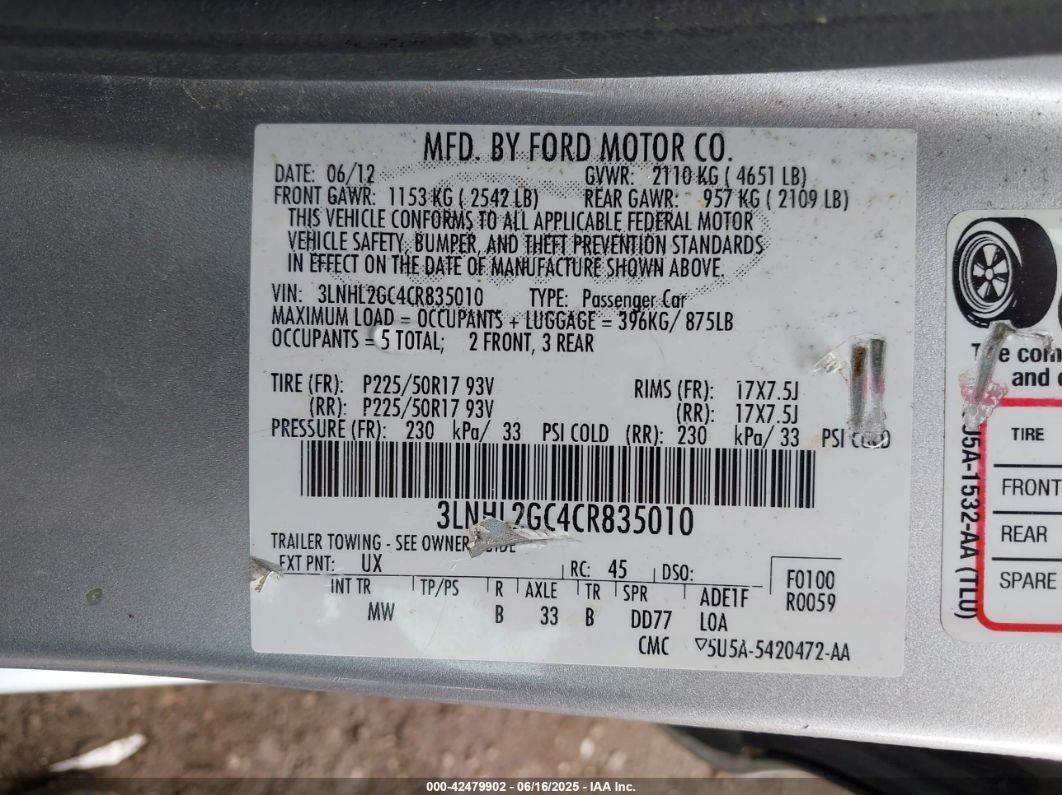 MFD. BY FORD MOTOR CO.
DATE: 06/12 GVWR: 2110 KG ( 4651 LB)
FRONT GAWR: 1153 KG ( 2542 LB) REAR GAWR: 957 KG ( 2109 LB)
THIS VEHICLE CONFORMS TO ALL APPLICABLE FEDERAL MOTOR
VEHICLE SAFETY, BUMPER, AND THEFT PREVENTION STANDARDS
IN EFFECT ON THE DATE OF MANUFACTURE SHOWN ABOVE.
VIN: 3LNHL2GC4CR835010 TYPE: Passenger Car
MAXIMUM LOAD = OCCUPANTS + LUGGAGE = 396KG/ 875LB
OCCUPANTS = 5 TOTAL; 2 FRONT, 3 REAR
TIRE (FR): P225/50R17 93V RIMS (FR): 17X7.5J
(RR): P225/50R17 93V (RR): 17X7.5J
PRESSURE (FR): 230 kPa/ 33 PSI COLD (RR): 230 kPa/ 33 PSI COLD
3LNHL2GC4CR835010
TRAILER TOWING - SEE OWNER
EXT PNT: UX RC: 45 DSO:
INT TR TP/PS R AXLE TR SPR ADE1F F0100
MW B 33 B DD77 LOA R0059
CMC ▽5U5A-5420472-AA
and
TIRE
FRONT
REAR
SPARE
J5A-1532-AA (TLU)
000-42479902 - 06/16/2025 - IAA Inc.